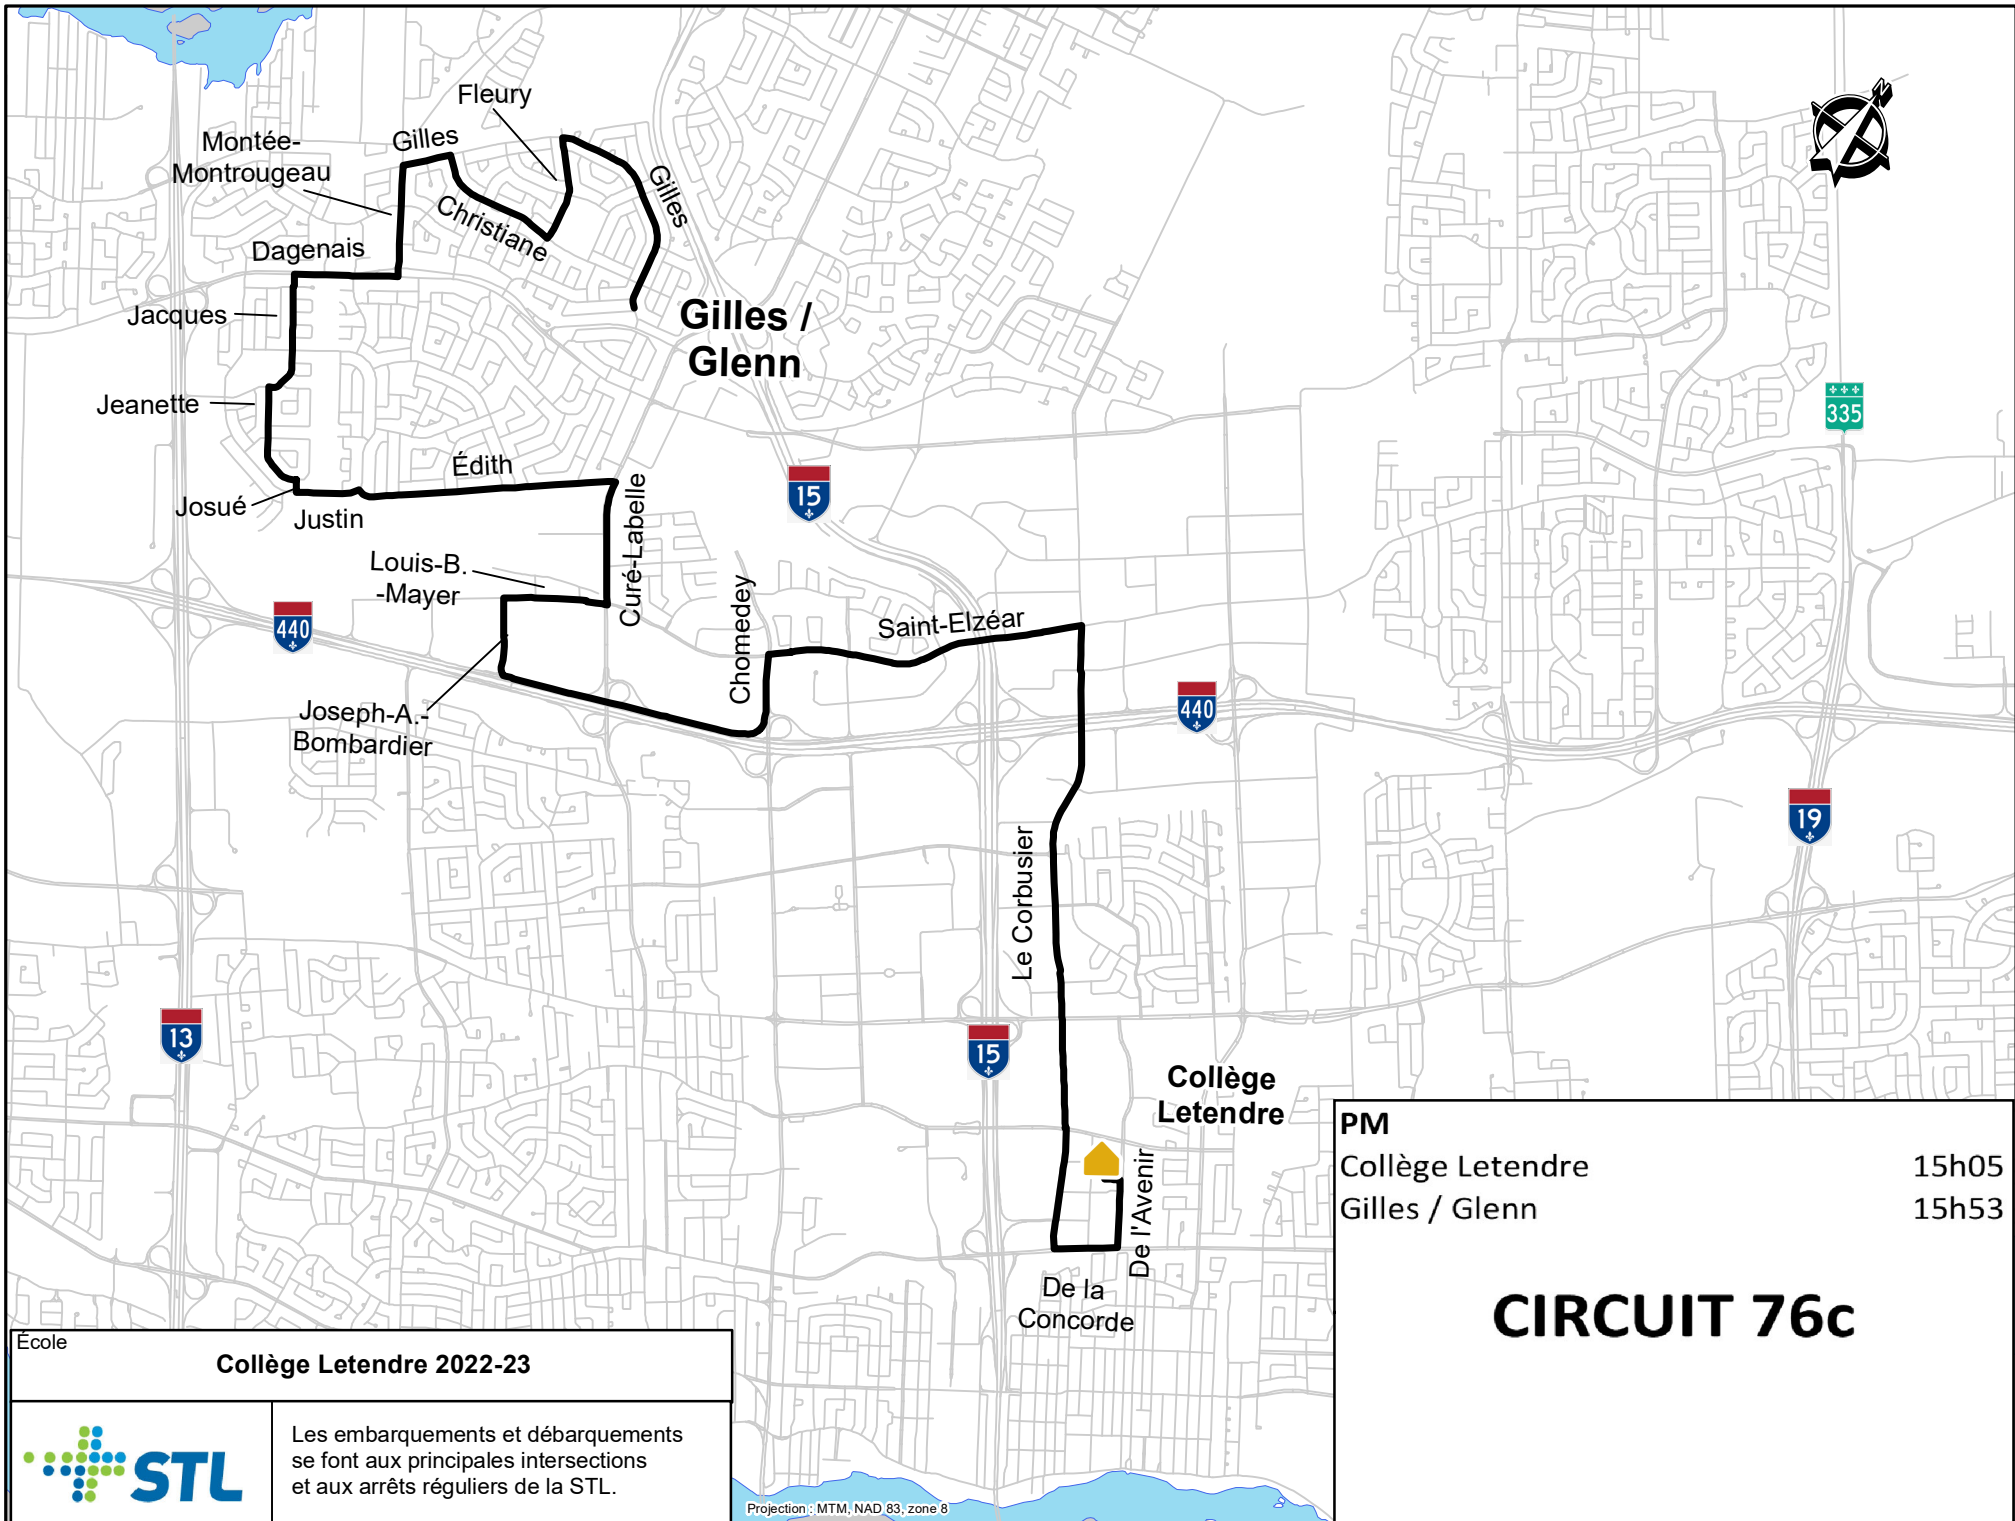 Fleury
Gilles
Montée-
Montrougeau
Gilles
Christiane
Dagenais
Gilles /
Glenn
Jacques
Jeanette
335
Édith
15
Josué
Justin
Curé-Labelle
Louis-B.
-Mayer
Chomedey
Saint-Elzéar
440
440
Joseph-A.-
Bombardier
19
Le Corbusier
13
15
Collège
Letendre
De l'Avenir
De la
Concorde
PM
Collège Letendre 15h05
Gilles / Glenn 15h53
CIRCUIT 76c
École
Collège Letendre 2022-23
STL
Les embarquements et débarquements
se font aux principales intersections
et aux arrêts réguliers de la STL.
Projection : MTM, NAD 83, zone 8
N